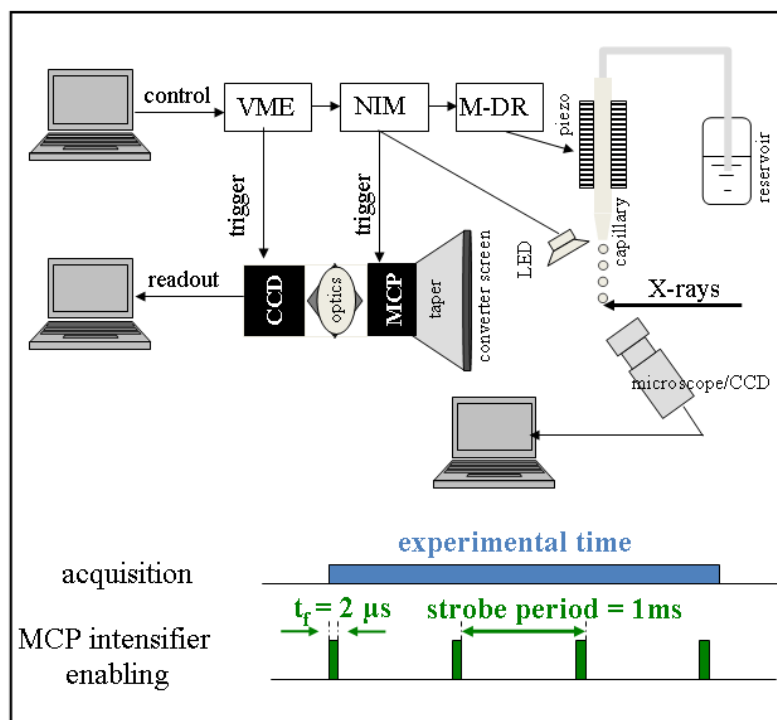 control
VME
NIM
M-DR
piezo
reservoir
trigger
trigger
LED
capillary
readout
CCD
optics
MCP
taper
converter screen
X-rays
microscope/CCD
experimental time
acquisition
t_f = 2 µs
strobe period = 1ms
MCP intensifier
enabling